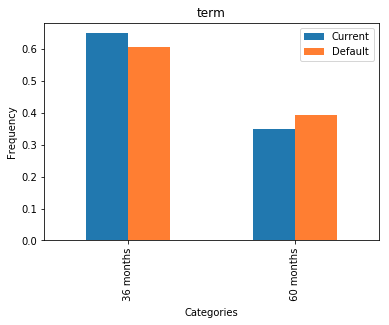 term
Current
Default
Frequency
0.6
0.5
0.4
0.3
0.2
0.1
0.0
36 months
60 months
Categories